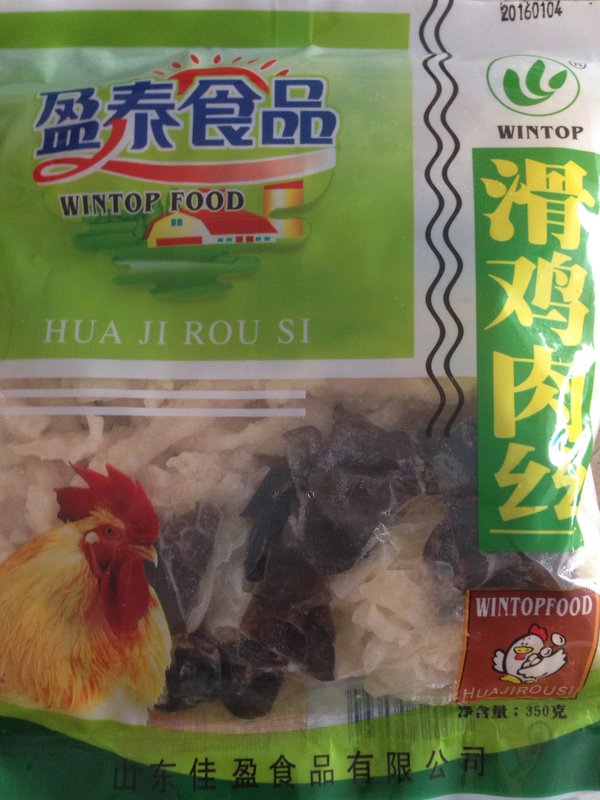 20160104
盈泰食品
WINTOP FOOD
®
WINTOP
HUA JI ROU SI
滑鸡肉丝
WINTOPFOOD
HUAJIROUSI
净含量：350克
山东佳盈食品有限公司